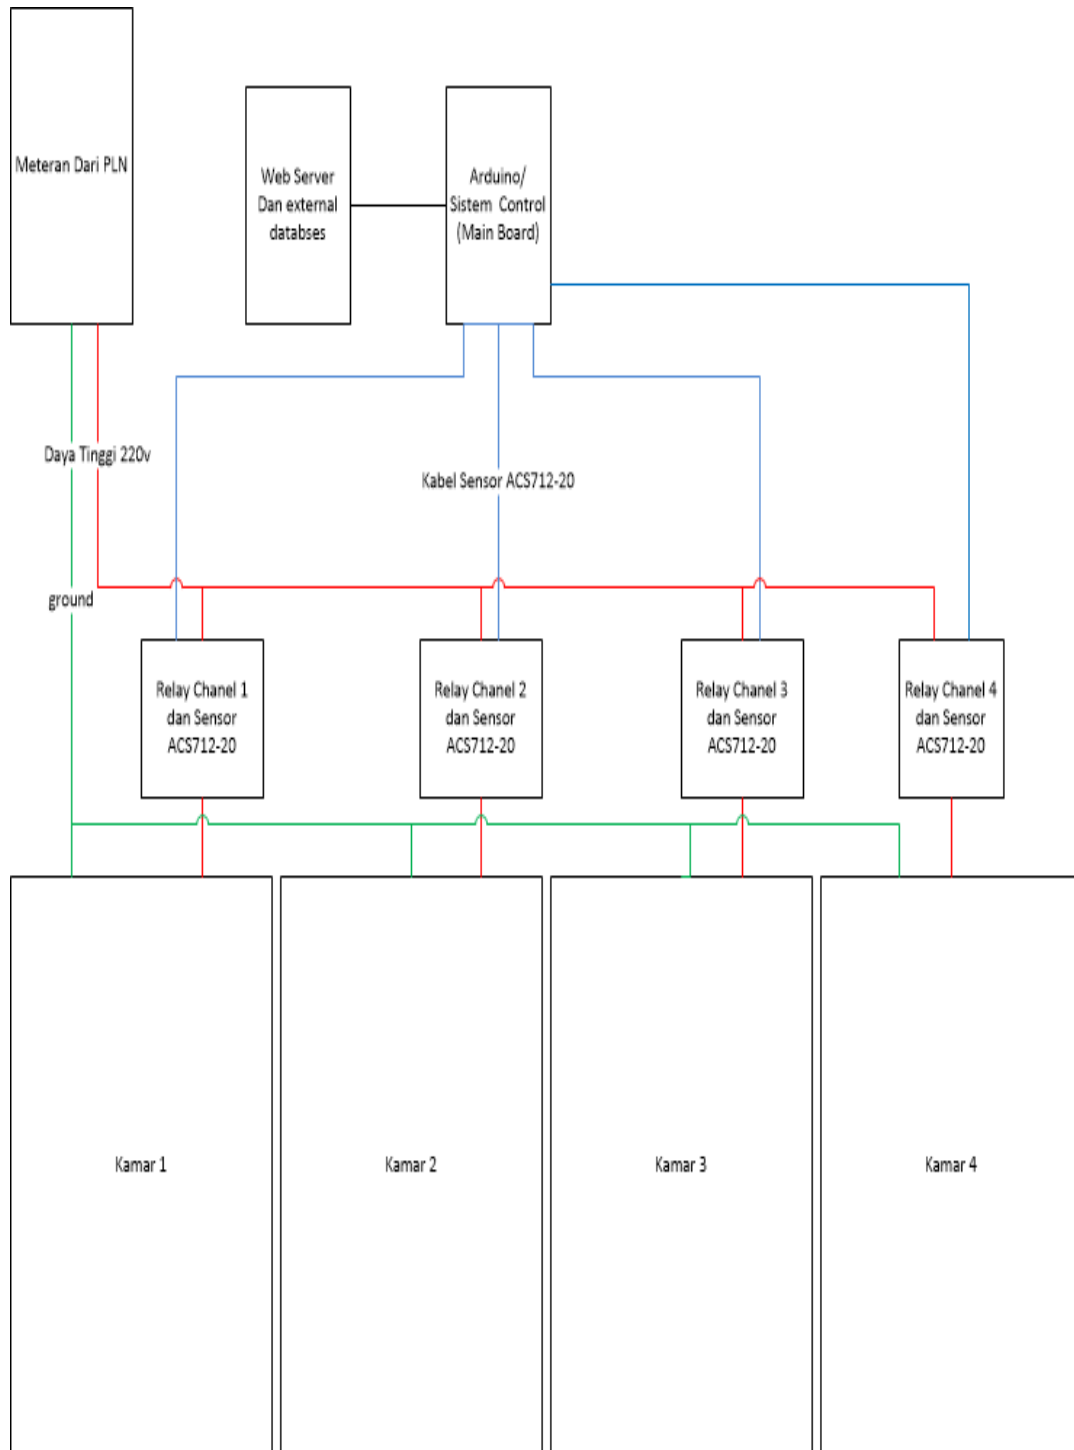 Meteran Dari PLN
Web Server
Dan external
databses
Arduino/
Sistem Control
(Main Board)
Daya Tinggi 220v
Kabel Sensor ACS712-20
ground
Relay Chanel 1
dan Sensor
ACS712-20
Relay Chanel 2
dan Sensor
ACS712-20
Relay Chanel 3
dan Sensor
ACS712-20
Relay Chanel 4
dan Sensor
ACS712-20
Kamar 1
Kamar 2
Kamar 3
Kamar 4